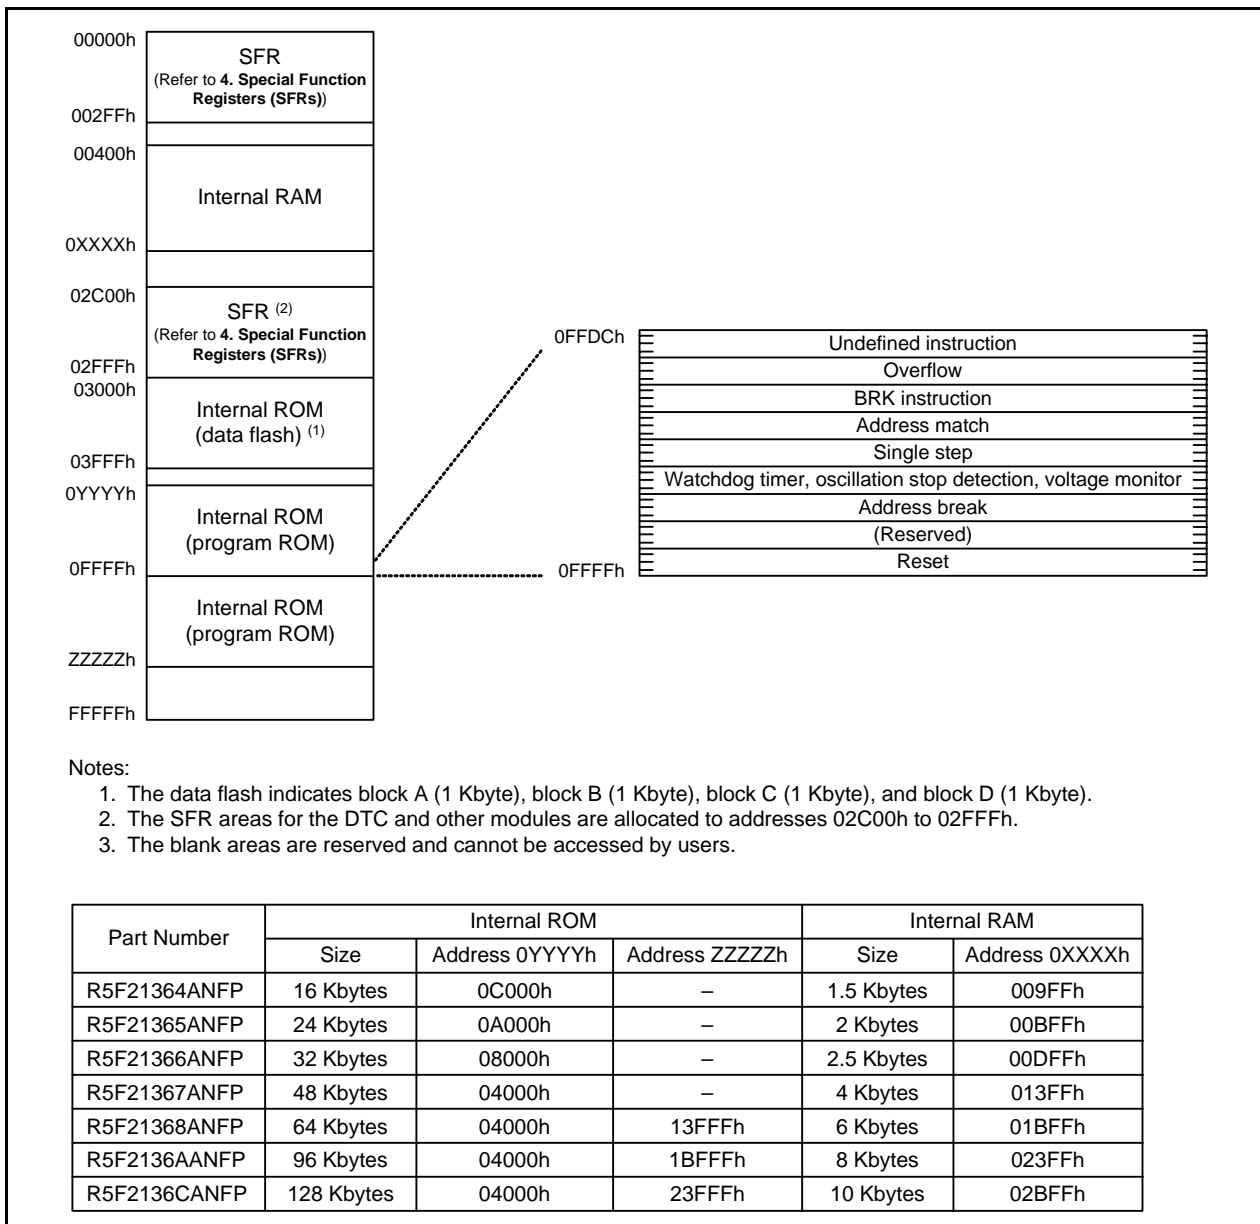 00000h
SFR
(Refer to 4. Special Function
Registers (SFRs))
002FFh
00400h
Internal RAM
0XXXXh
02C00h
SFR (2)
(Refer to 4. Special Function
Registers (SFRs))
02FFFh
03000h
Internal ROM
(data flash) (1)
03FFFh
0YYYYh
Internal ROM
(program ROM)
0FFFFh
Internal ROM
(program ROM)
ZZZZZh
FFFFFh
0FFDCh
Undefined instruction
Overflow
BRK instruction
Address match
Single step
Watchdog timer, oscillation stop detection, voltage monitor
Address break
(Reserved)
Reset
0FFFFh
Notes:
1. The data flash indicates block A (1 Kbyte), block B (1 Kbyte), block C (1 Kbyte), and block D (1 Kbyte).
2. The SFR areas for the DTC and other modules are allocated to addresses 02C00h to 02FFFh.
3. The blank areas are reserved and cannot be accessed by users.
Part Number Internal ROM Internal RAM
Size Address 0YYYYh Address ZZZZZh Size Address 0XXXXh
R5F21364ANFP 16 Kbytes 0C000h – 1.5 Kbytes 009FFh
R5F21365ANFP 24 Kbytes 0A000h – 2 Kbytes 00BFFh
R5F21366ANFP 32 Kbytes 08000h – 2.5 Kbytes 00DFFh
R5F21367ANFP 48 Kbytes 04000h – 4 Kbytes 013FFh
R5F21368ANFP 64 Kbytes 04000h 13FFFh 6 Kbytes 01BFFh
R5F2136AANFP 96 Kbytes 04000h 1BFFFh 8 Kbytes 023FFh
R5F2136CANFP 128 Kbytes 04000h 23FFFh 10 Kbytes 02BFFh